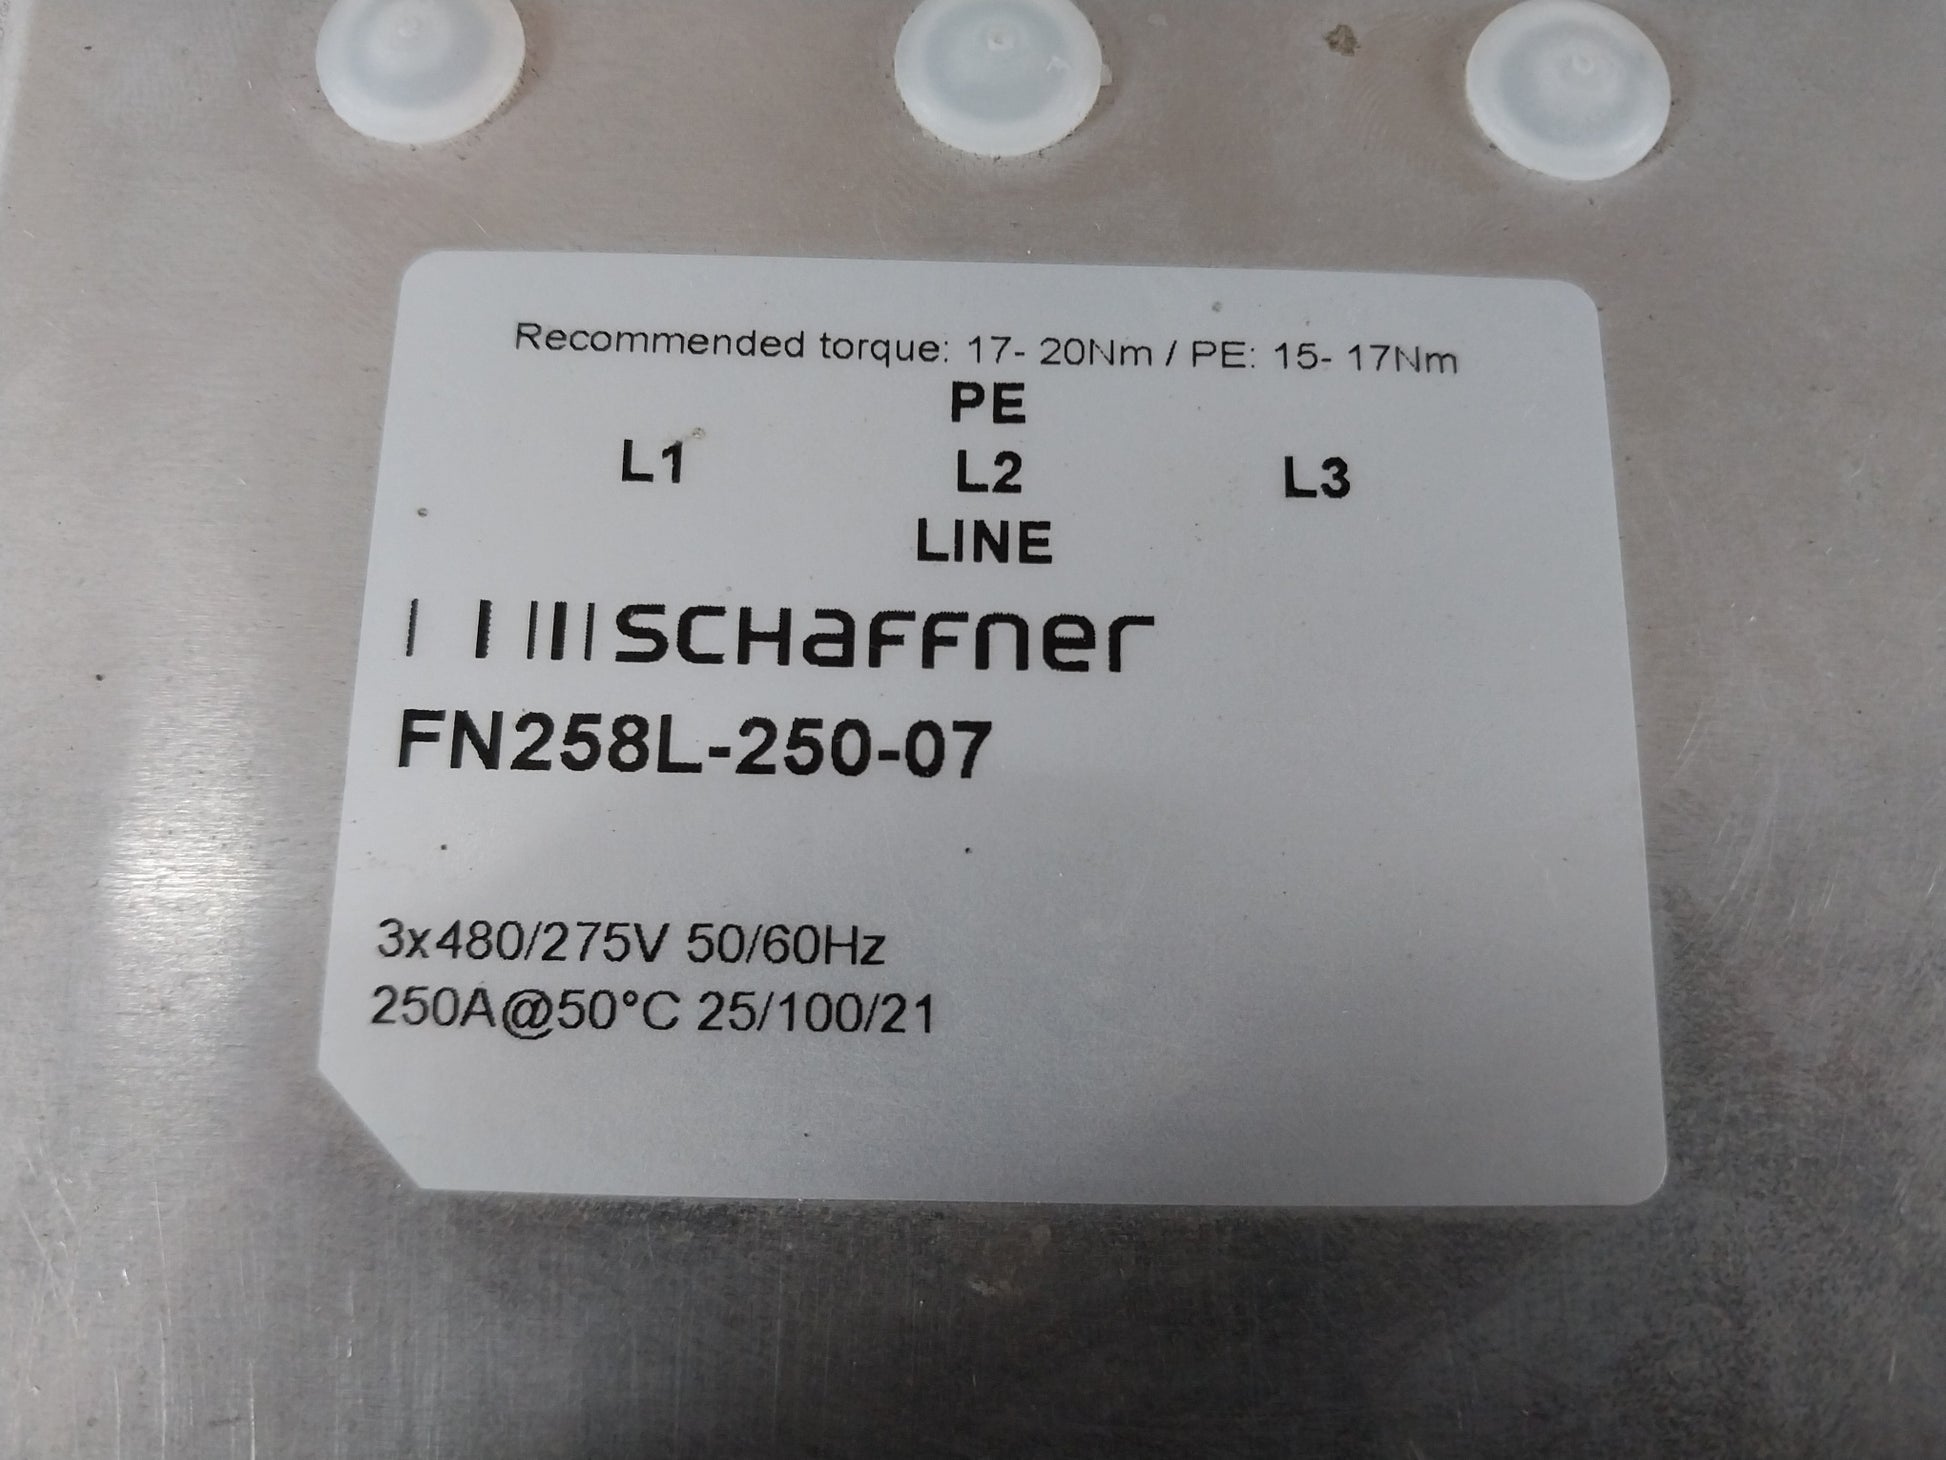 Recommended torque: 17- 20Nm / PE: 15- 17Nm
PE
L1 L2 L3
LINE
SCHaFFner
FN258L-250-07
3x480/275V 50/60Hz
250A@50°C 25/100/21